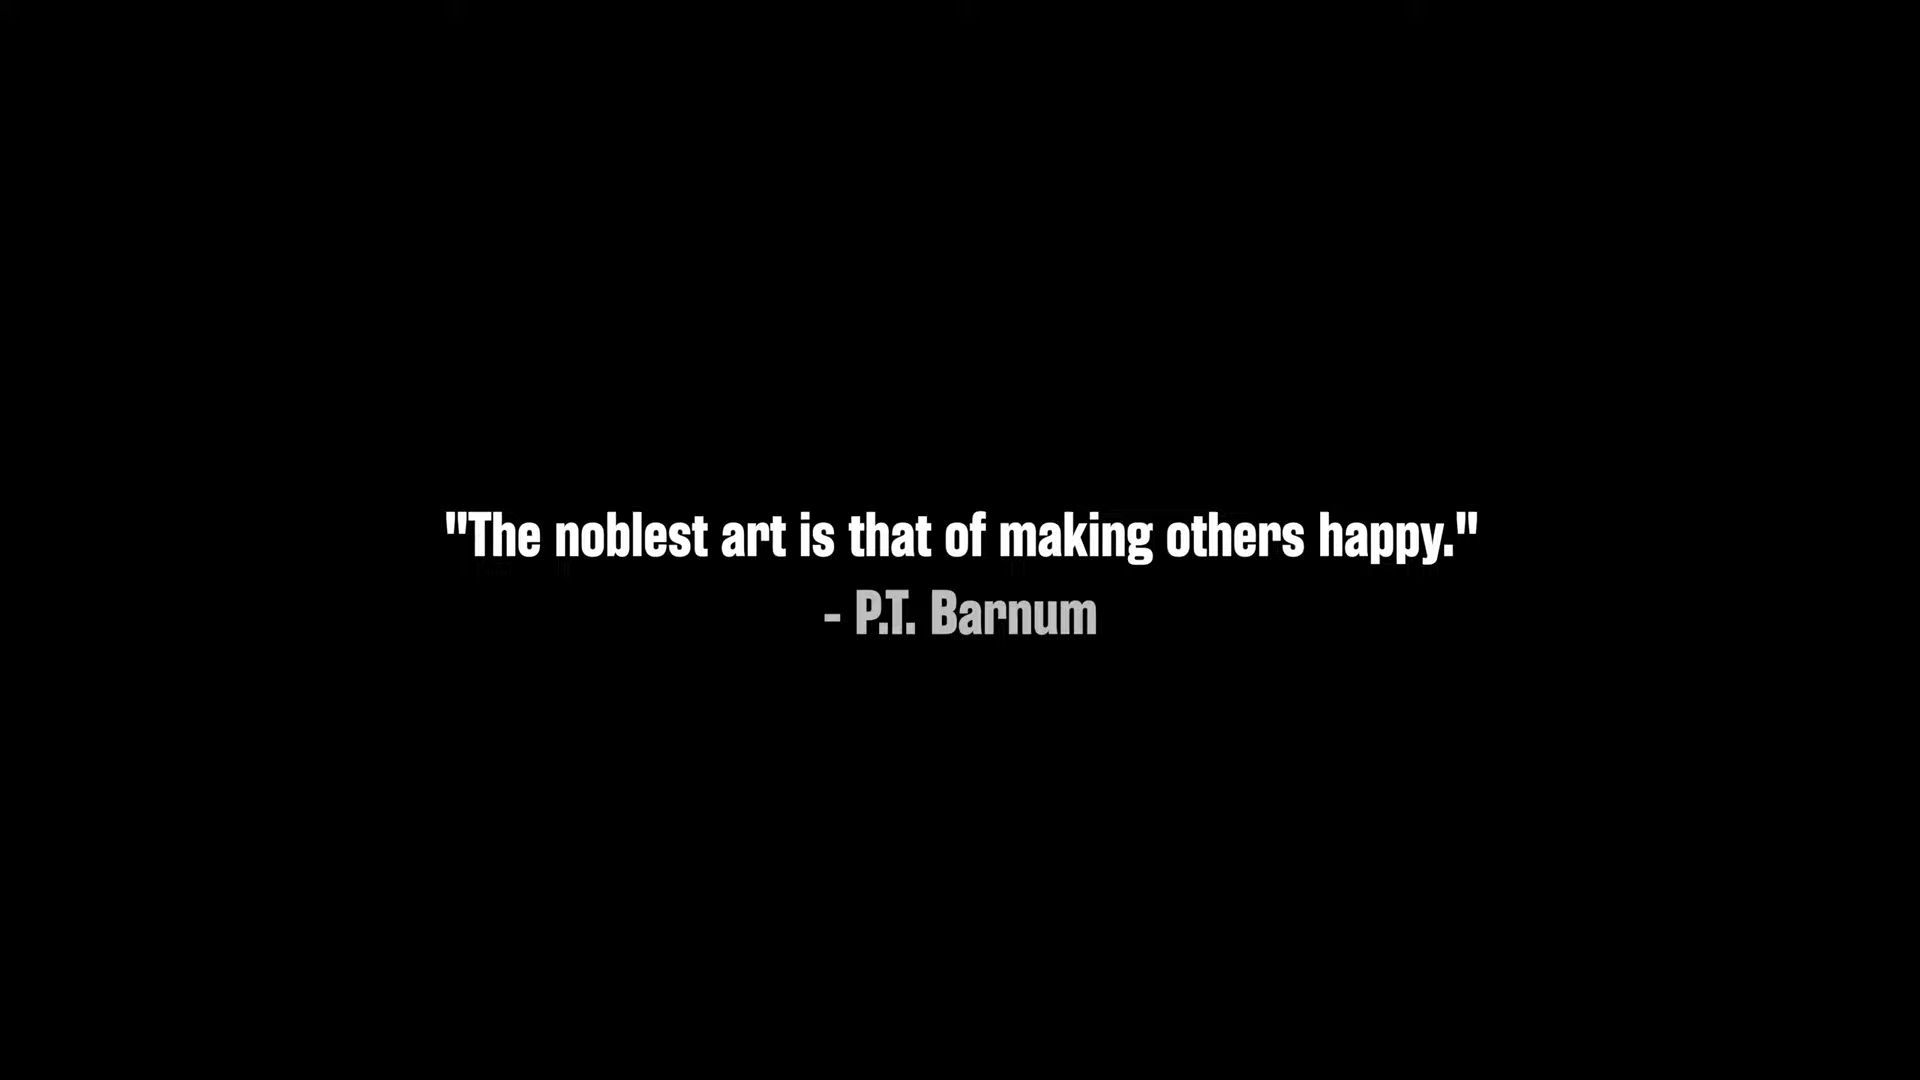 "The noblest art is that of making others happy."
- P.T. Barnum